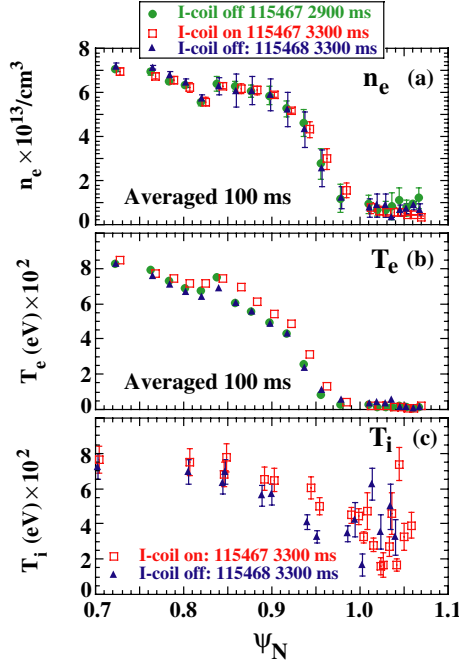 I-coil off 115467 2900 ms
I-coil on 115467 3300 ms
I-coil off: 115468 3300 ms
8
6
4
2
0
n_e × 10^13/cm^3
n_e (a)
Averaged 100 ms
8
6
4
2
0
T_e (eV) × 10^2
T_e
(b)
Averaged 100 ms
8
6
4
2
0
T_i (eV) × 10^2
T_i
(c)
I-coil on: 115467 3300 ms
I-coil off: 115468 3300 ms
0.7 0.8 0.9 1.0 1.1
ψ_N